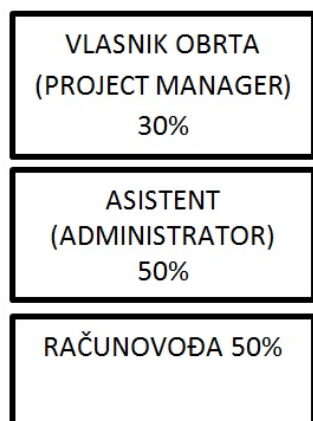 VLASNIK OBRTA
(PROJECT MANAGER)
30%
ASISTENT
(ADMINISTRATOR)
50%
RAČUNOVOĐA 50%